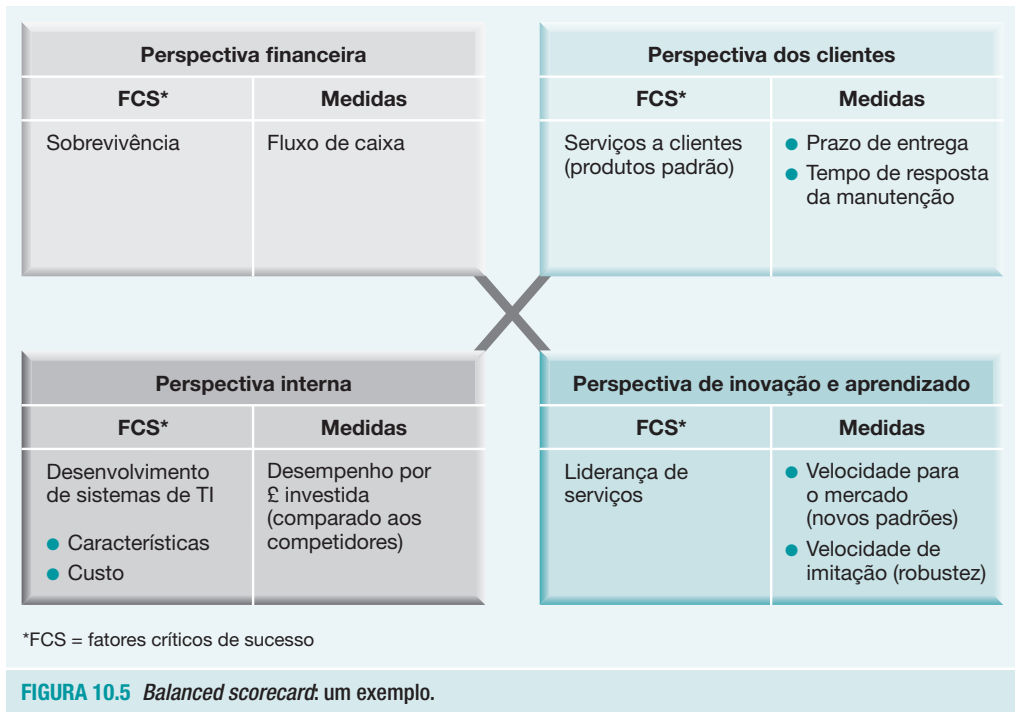 Perspectiva financeira
FCS*
Medidas
Sobrevivência
Fluxo de caixa
Perspectiva dos clientes
FCS*
Medidas
Serviços a clientes
(produtos padrão)
● Prazo de entrega
● Tempo de resposta
da manutenção
Perspectiva interna
FCS*
Medidas
Desenvolvimento
de sistemas de TI
● Características
● Custo
Desempenho por
£ investida
(comparado aos
competidores)
Perspectiva de inovação e aprendizado
FCS*
Medidas
Liderança de
serviços
● Velocidade para
o mercado
(novos padrões)
● Velocidade de
imitação (robustez)
*FCS = fatores críticos de sucesso
FIGURA 10.5 Balanced scorecard: um exemplo.